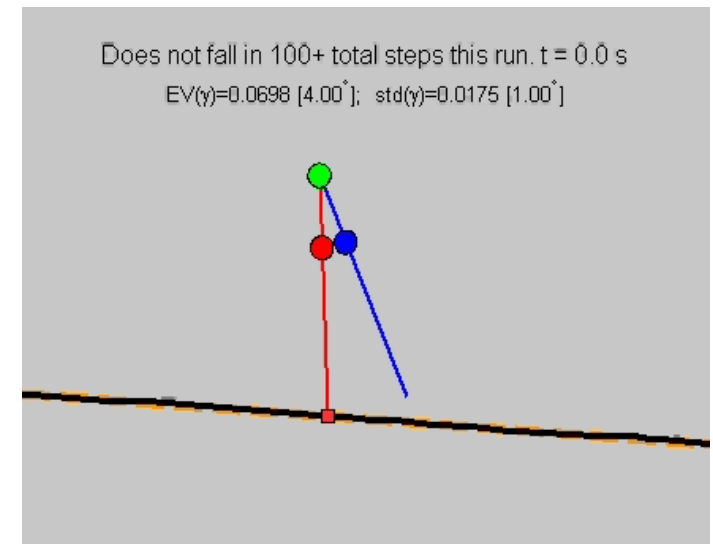 Does not fall in 100+ total steps this run. t = 0.0 s
EV(γ)=0.0698 [4.00°]; std(γ)=0.0175 [1.00°]